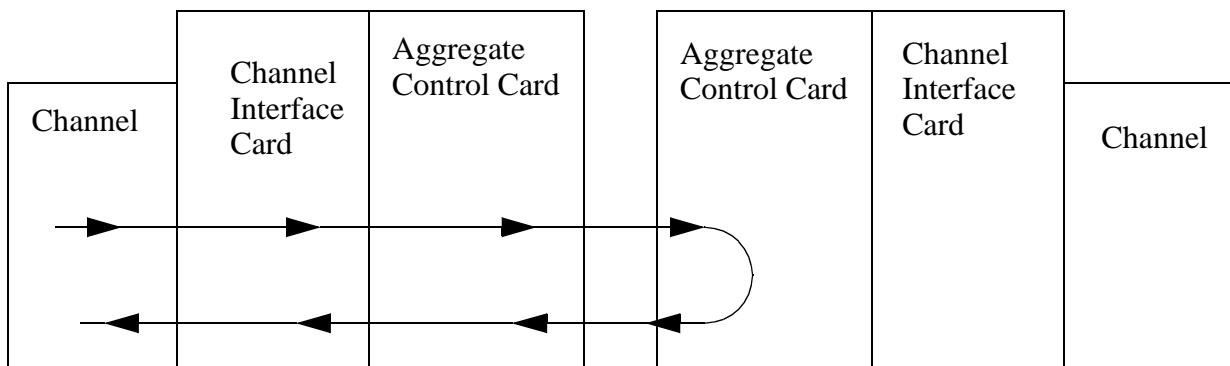 Channel
Channel
Interface
Card
Aggregate
Control Card
Aggregate
Control Card
Channel
Interface
Card
Channel